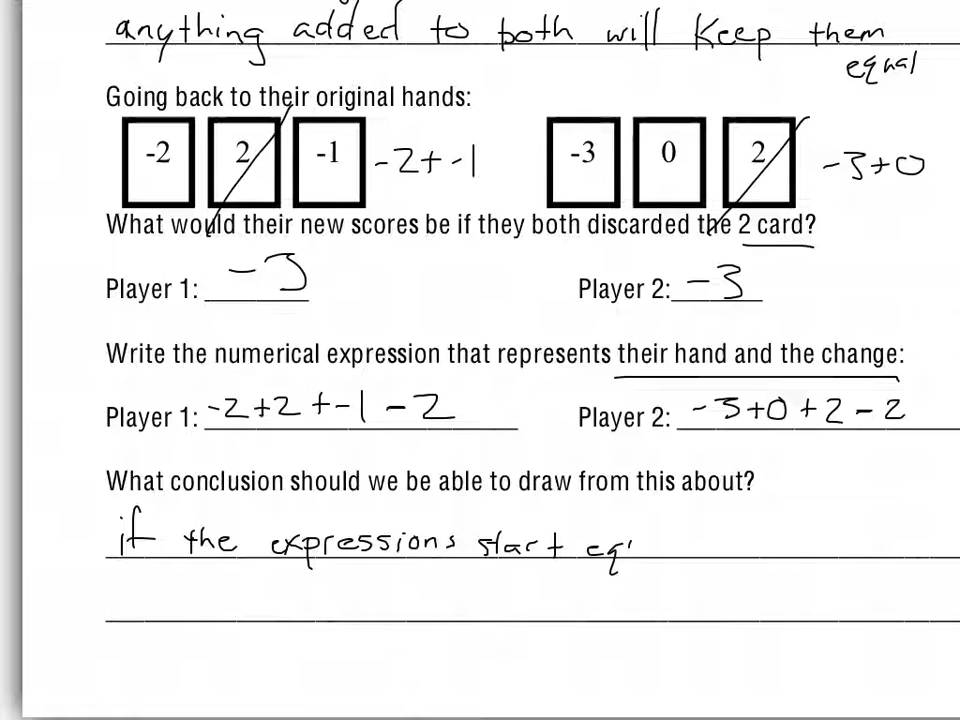 anything added to both will keep them
equal
Going back to their original hands:
-2 2 -1 -2+-1 -3 0 2 -3+0
What would their new scores be if they both discarded the 2 card?
Player 1: -3 Player 2: -3
Write the numerical expression that represents their hand and the change:
Player 1: -2+2+-1-2 Player 2: -3+0+2-2
What conclusion should we be able to draw from this about?
if the expressions start eq